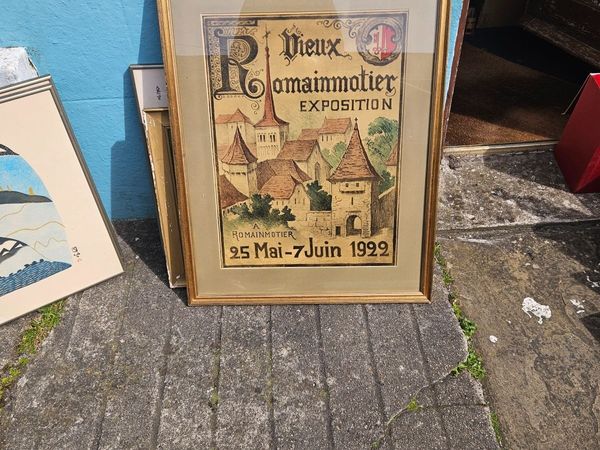 Vieux
Romainmotier
EXPOSITION
A
ROMAINMOTIER
25 MAI-7 JUIN 1922